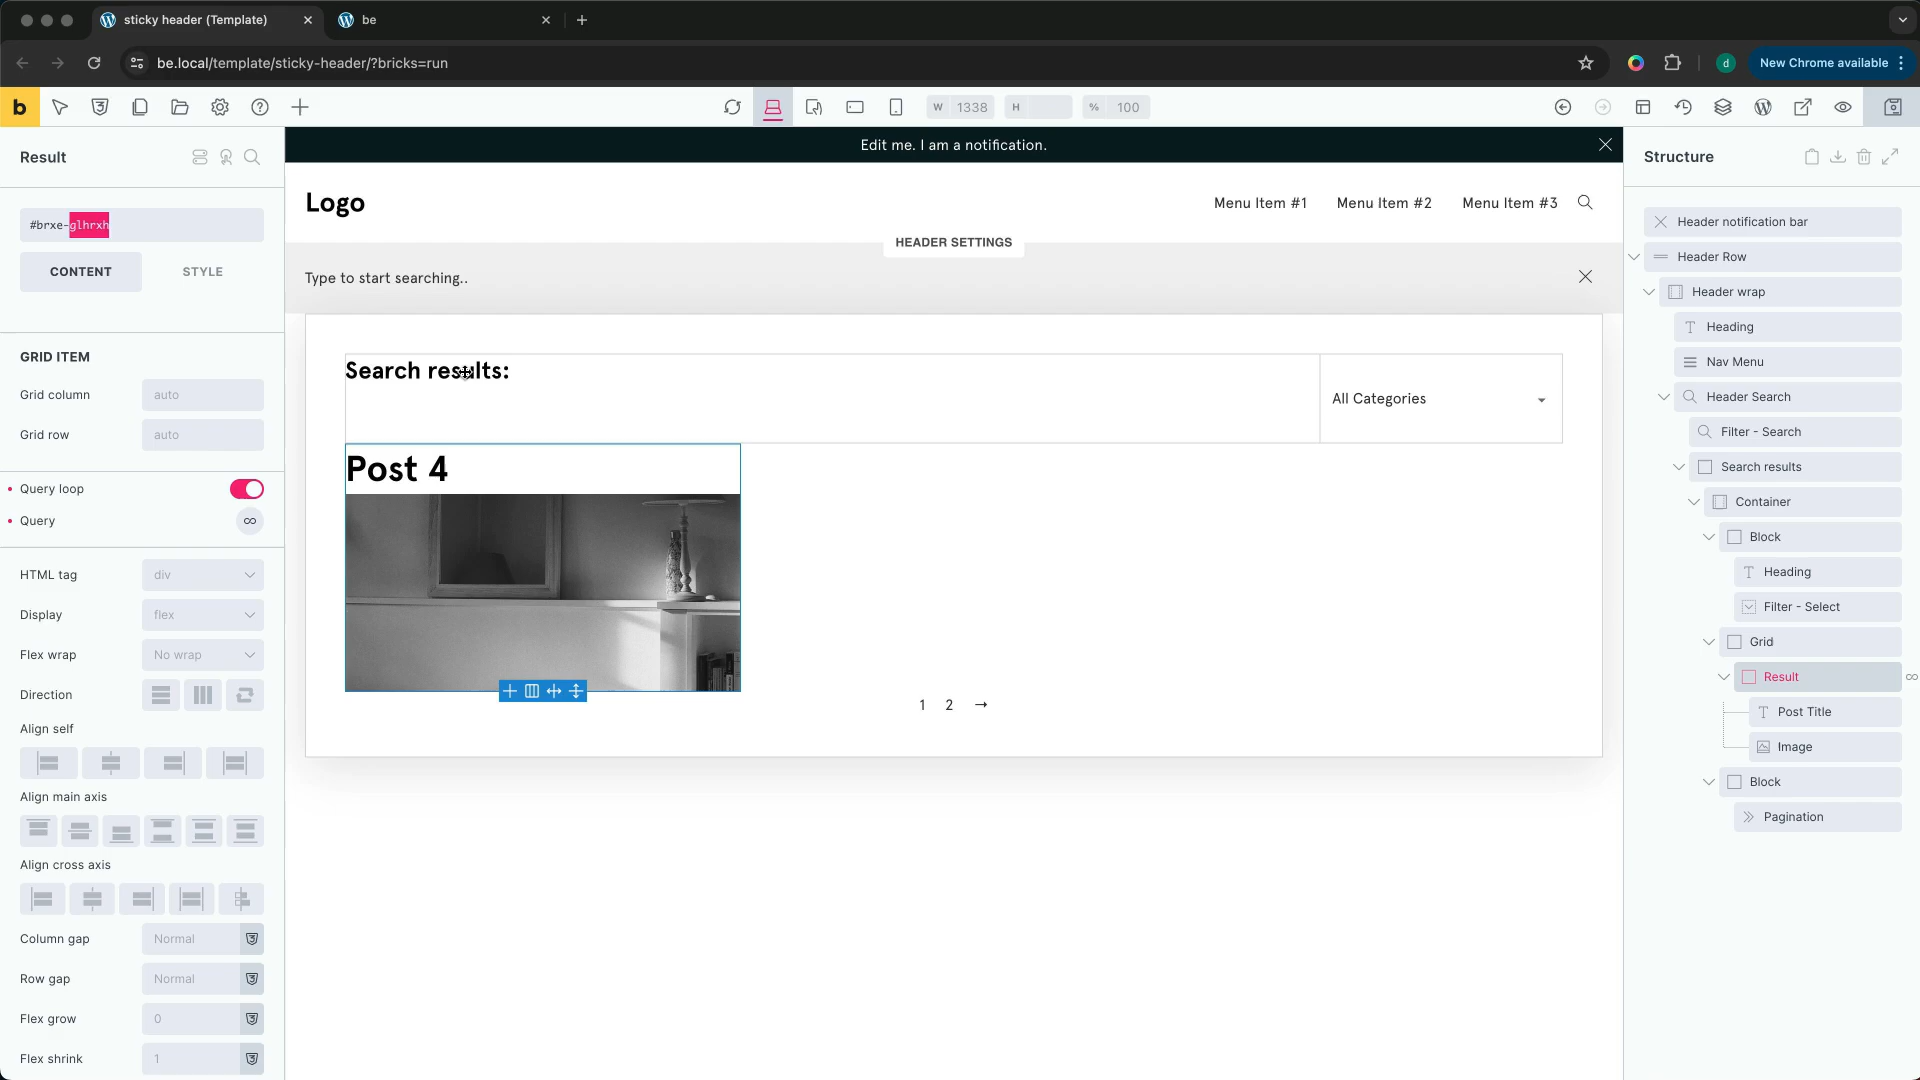 sticky header (Template)
be
be.local/template/sticky-header/?bricks=run
d
New Chrome available
b
W 1338
H
% 100
Result
#brxe-glhrxh
CONTENT
STYLE
GRID ITEM
Grid column
auto
Grid row
auto
Query loop
Query
HTML tag
div
Display
flex
Flex wrap
No wrap
Direction
Align self
Align main axis
Align cross axis
Column gap
Normal
Row gap
Normal
Flex grow
0
Flex shrink
1
Edit me. I am a notification.
Logo
Menu Item #1
Menu Item #2
Menu Item #3
HEADER SETTINGS
Type to start searching..
Search results:
All Categories
Post 4
1 2 →
Structure
Header notification bar
Header Row
Header wrap
Heading
Nav Menu
Header Search
Filter - Search
Search results
Container
Block
Heading
Filter - Select
Grid
Result
Post Title
Image
Block
Pagination